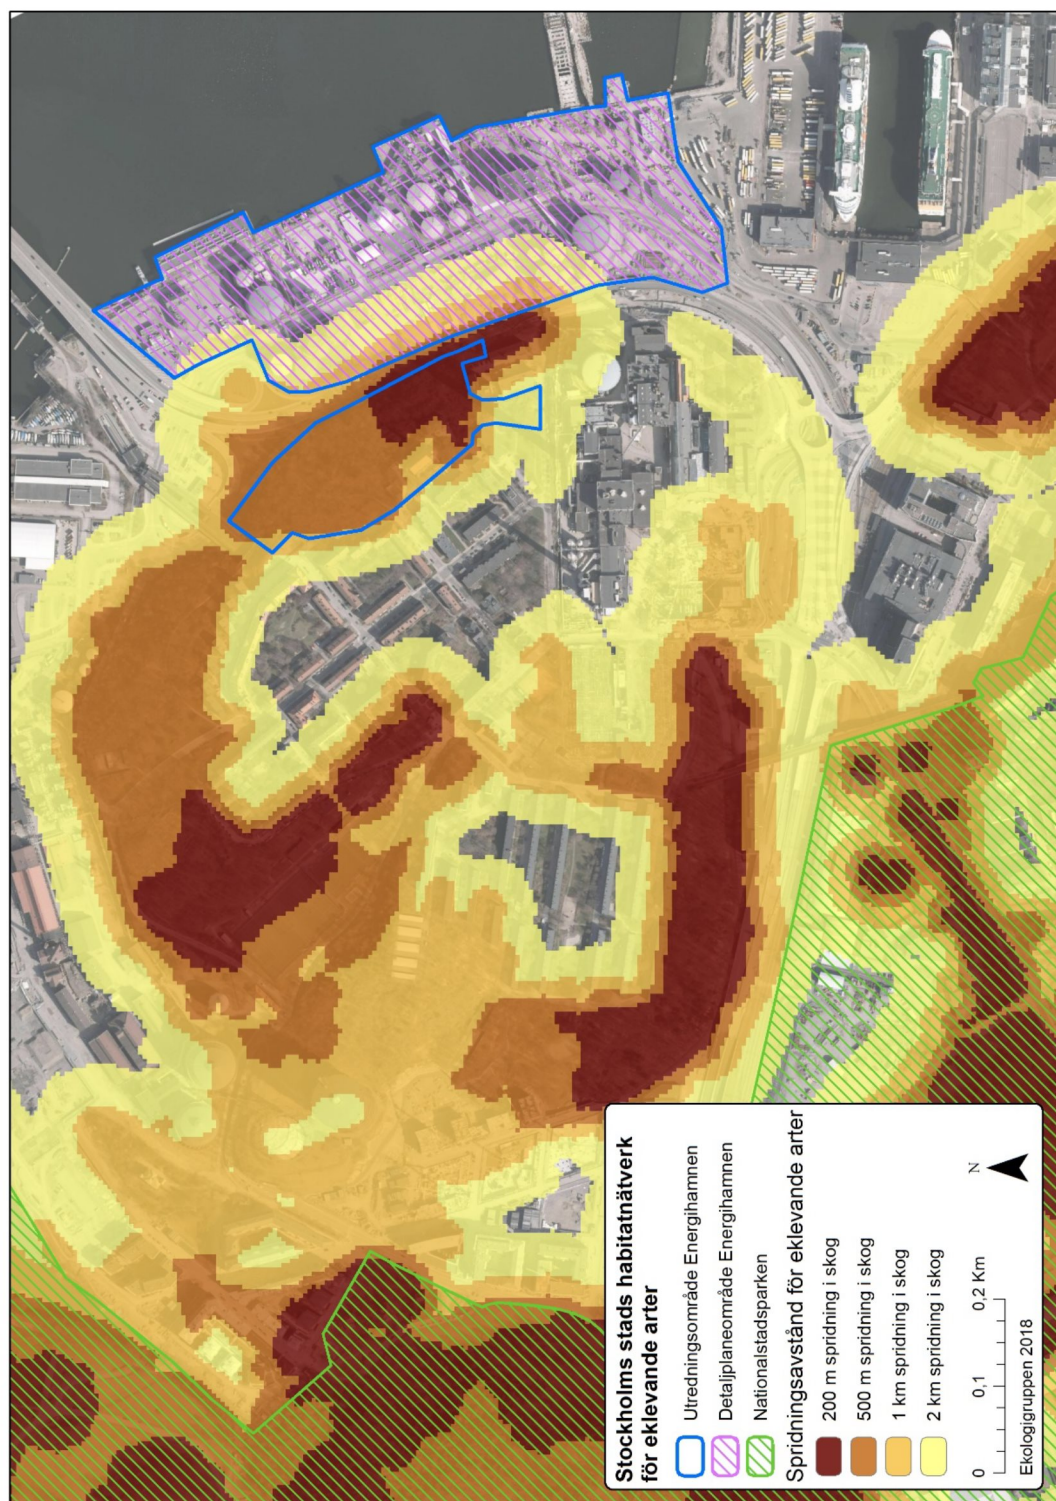 Stockholms stads habitatnätverk
för eklevande arter
Utredningsområde Energihamnen
Detaljplaneområde Energihamnen
Nationalstadsparken
Spridningsavstånd för eklevande arter
200 m spridning i skog
500 m spridning i skog
1 km spridning i skog
2 km spridning i skog
0 0,1 0,2 Km
N
Ekologigruppen 2018